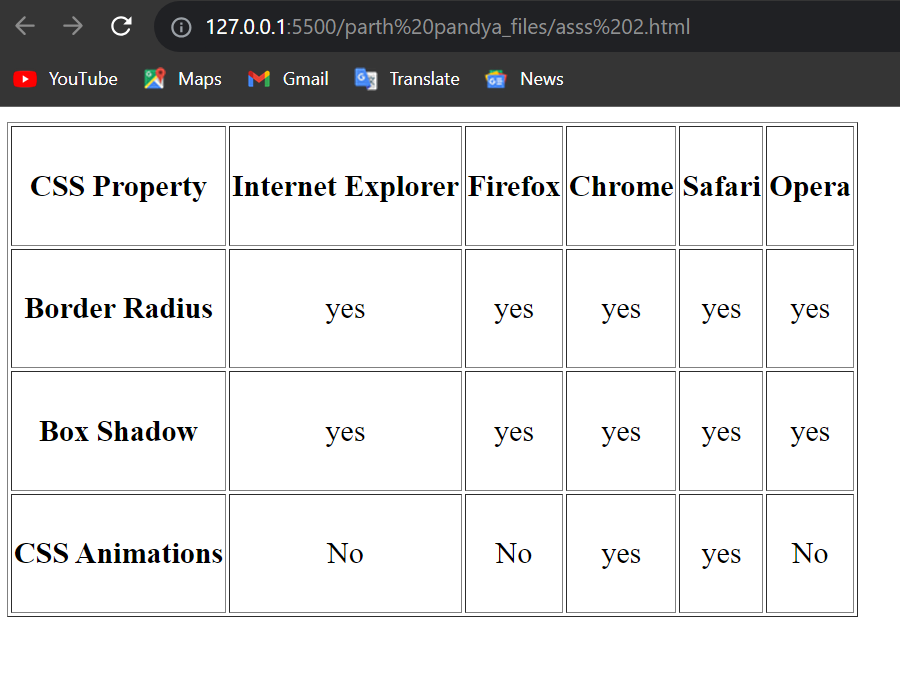 127.0.0.1:5500/parth%20pandya_files/asss%202.html
YouTube Maps Gmail Translate News
CSS Property Internet Explorer Firefox Chrome Safari Opera
Border Radius yes yes yes yes yes
Box Shadow yes yes yes yes yes
CSS Animations No No yes yes No